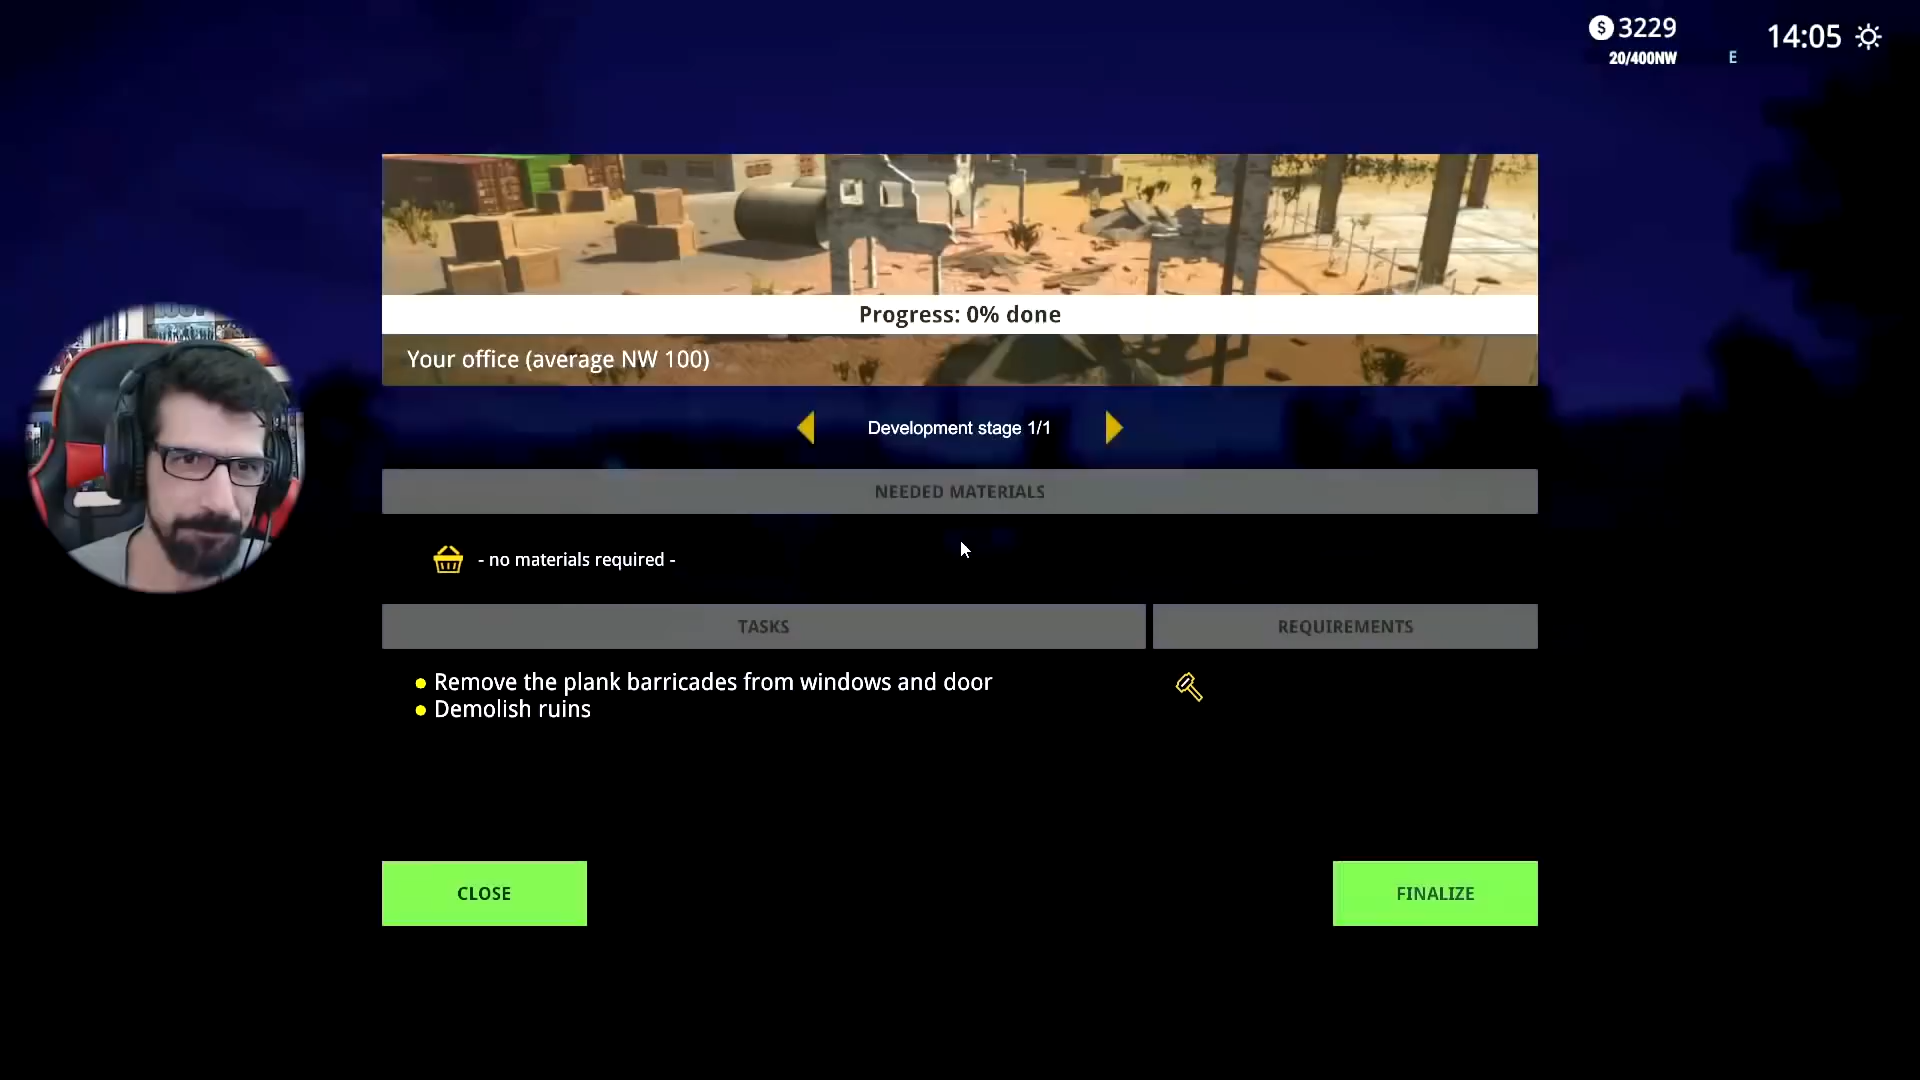 3229
14:05
20/400NW
E
Progress: 0% done
Your office (average NW 100)
Development stage 1/1
NEEDED MATERIALS
- no materials required -
TASKS
REQUIREMENTS
Remove the plank barricades from windows and door
Demolish ruins
CLOSE
FINALIZE